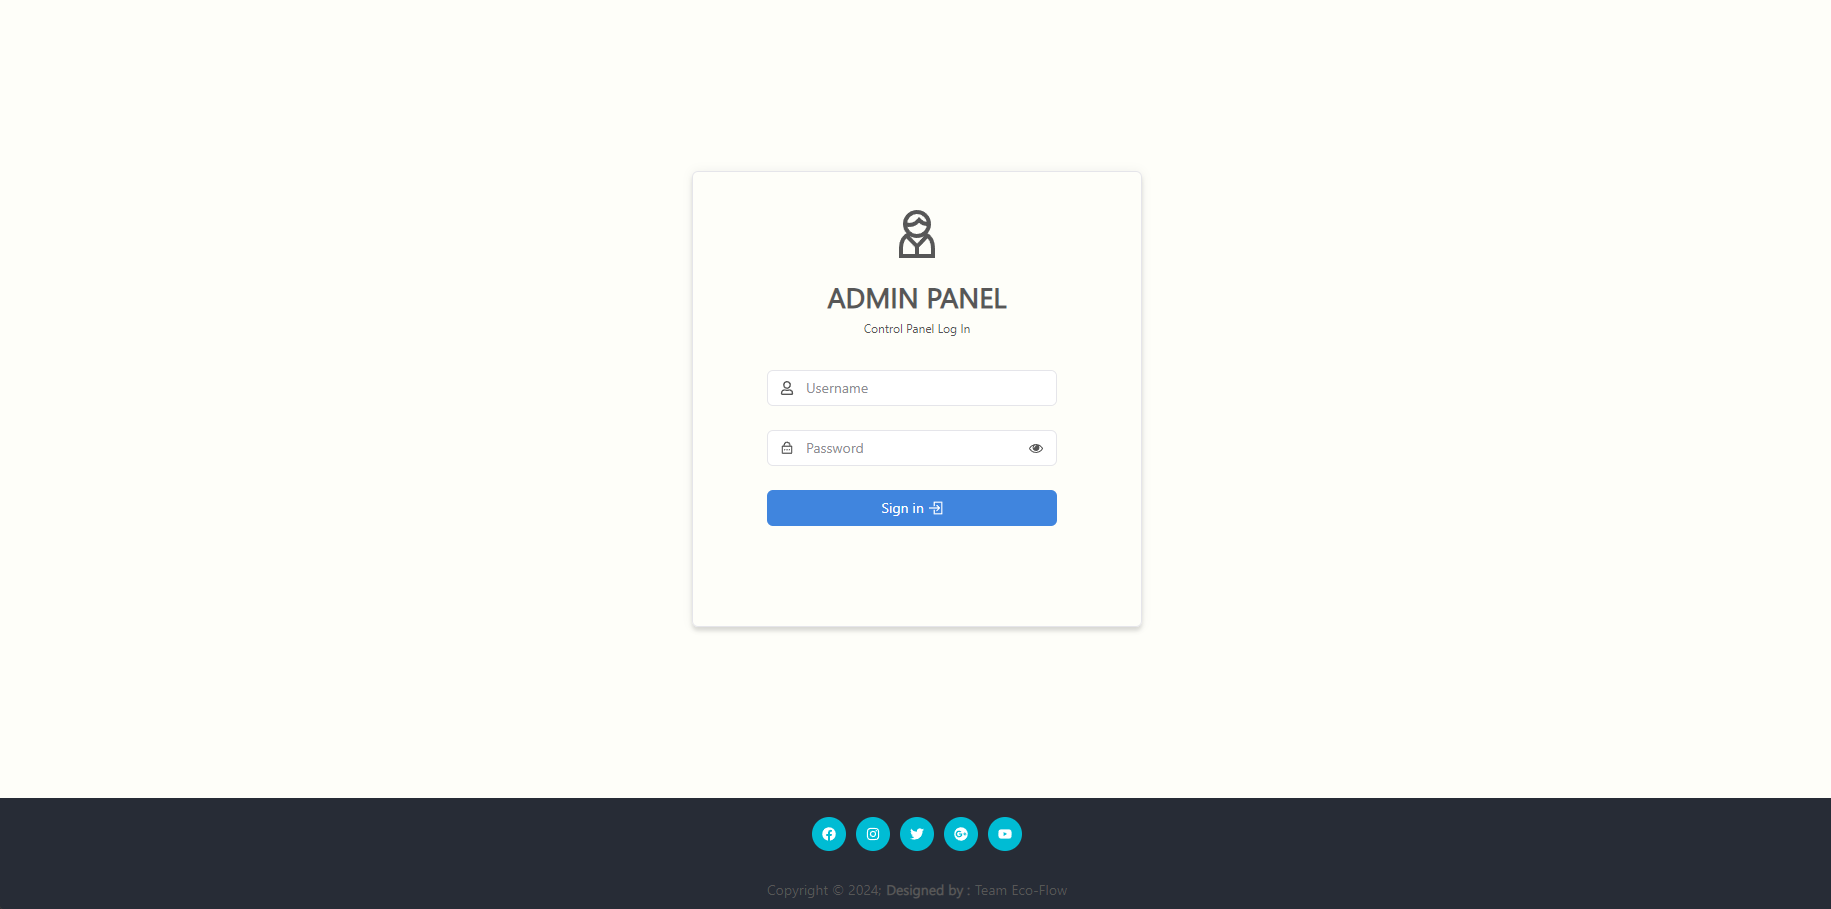 ADMIN PANEL
Control Panel Log In
Username
Password
Sign in
Copyright © 2024; Designed by : Team Eco-Flow